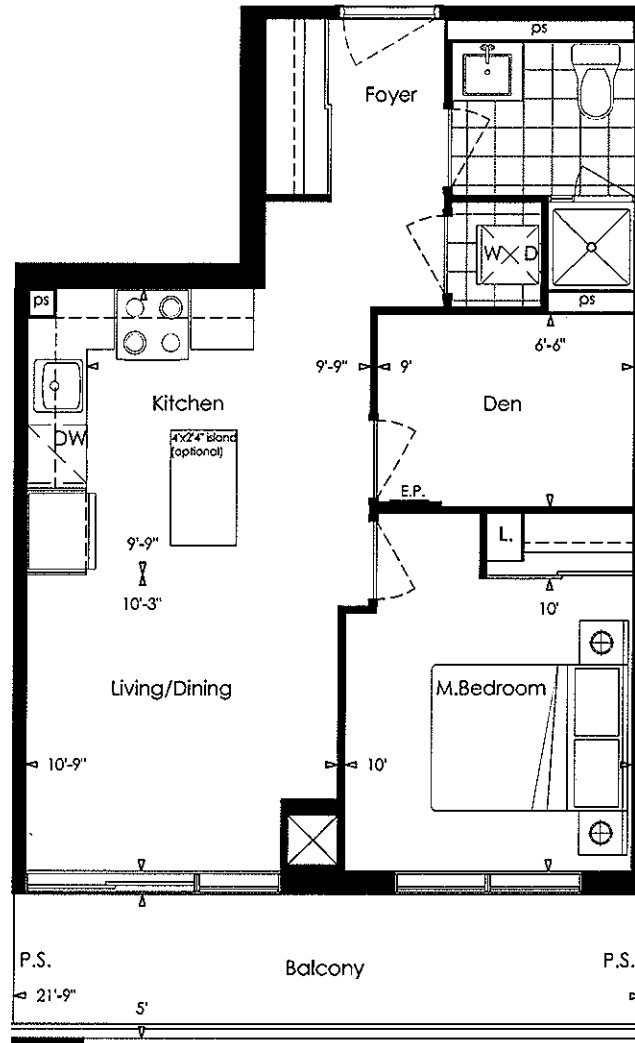 ps
Foyer
W D
ps
ps
6'-6"
9'-9"
9'
Kitchen
Den
DW
4'x2'4" island
(optional)
E.P.
9'-9"
L.
10'-3"
10'
Living/Dining
M.Bedroom
10'-9"
10'
P.S.
Balcony
P.S.
21'-9"
5'